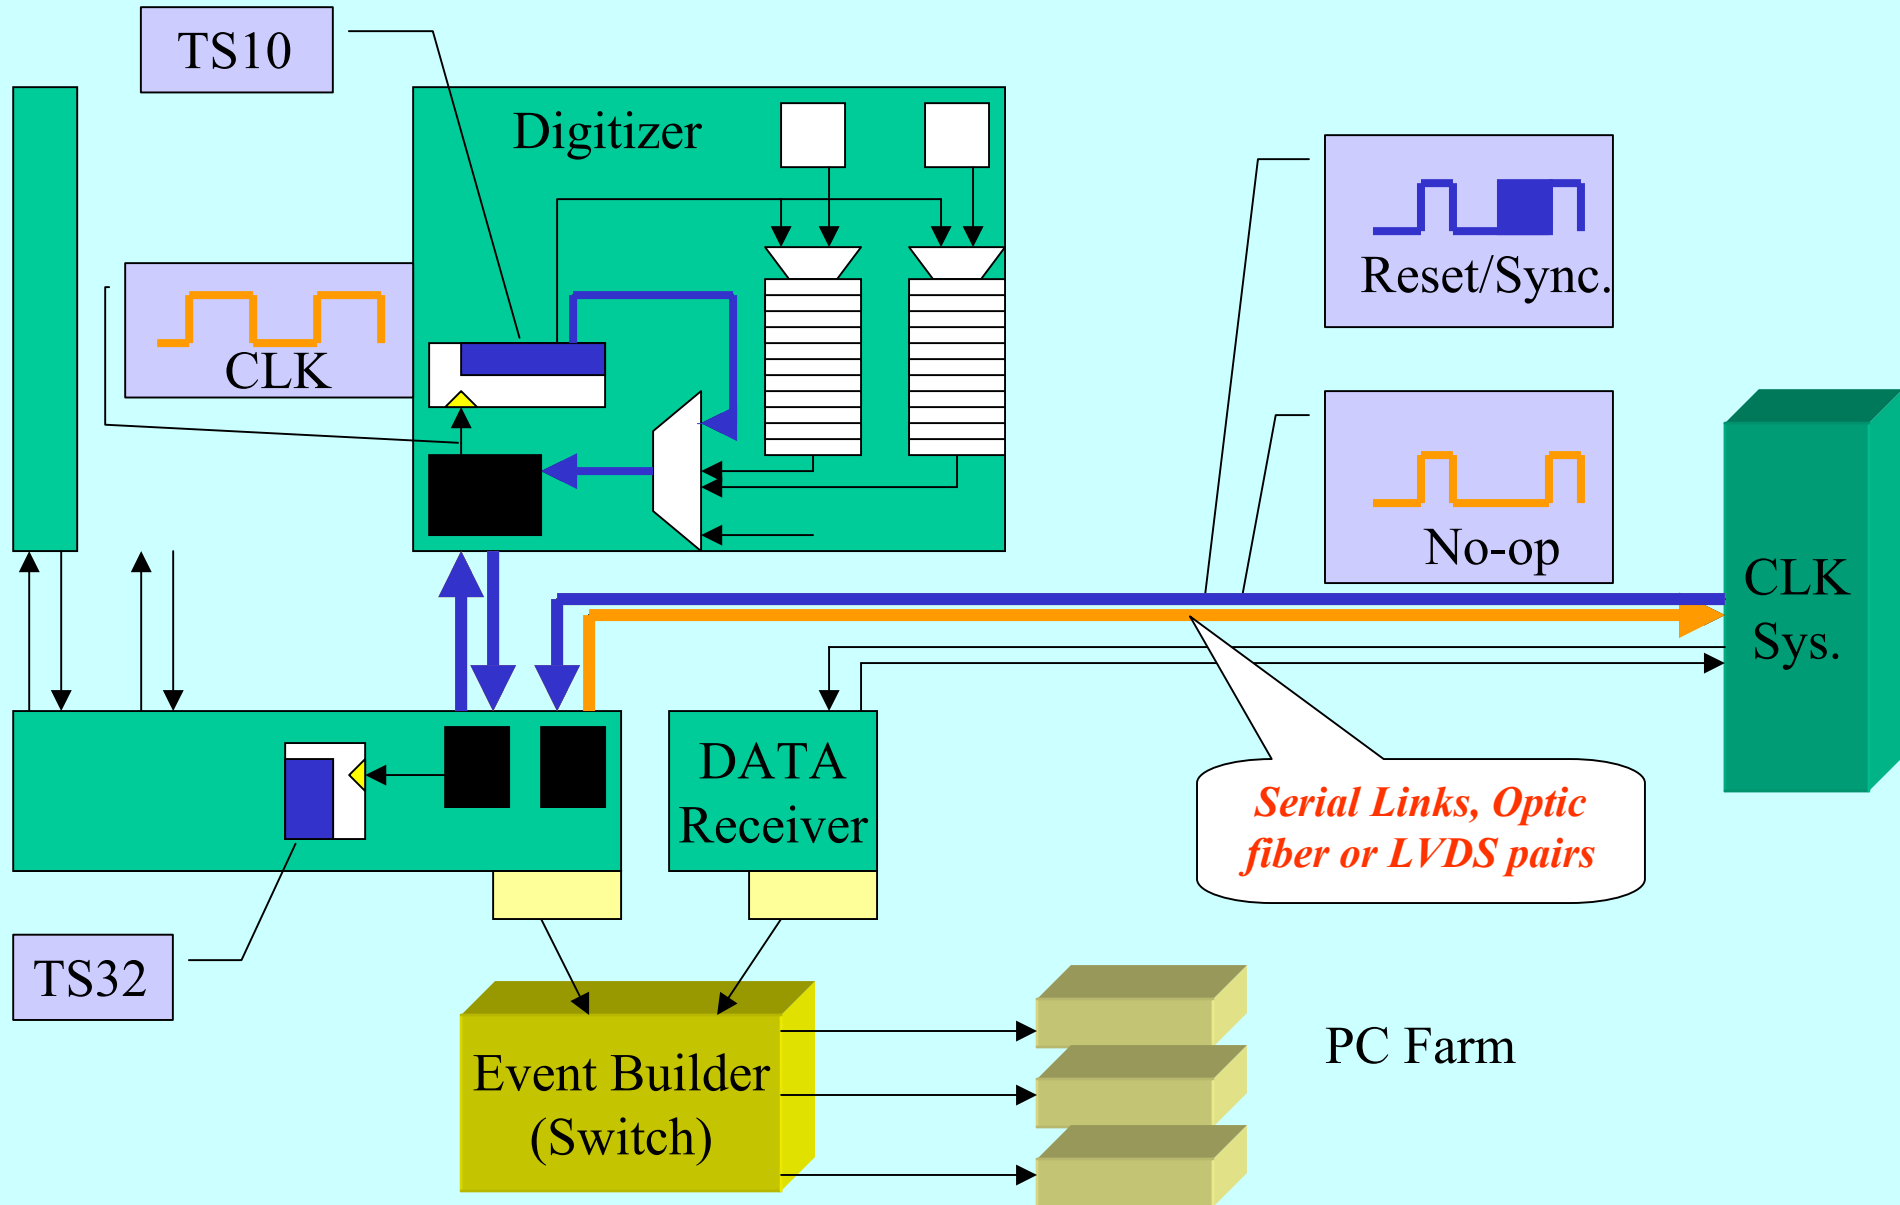 TS10
Digitizer
CLK
Reset/Sync.
No-op
CLK
Sys.
DATA
Receiver
Serial Links, Optic
fiber or LVDS pairs
TS32
Event Builder
(Switch)
PC Farm